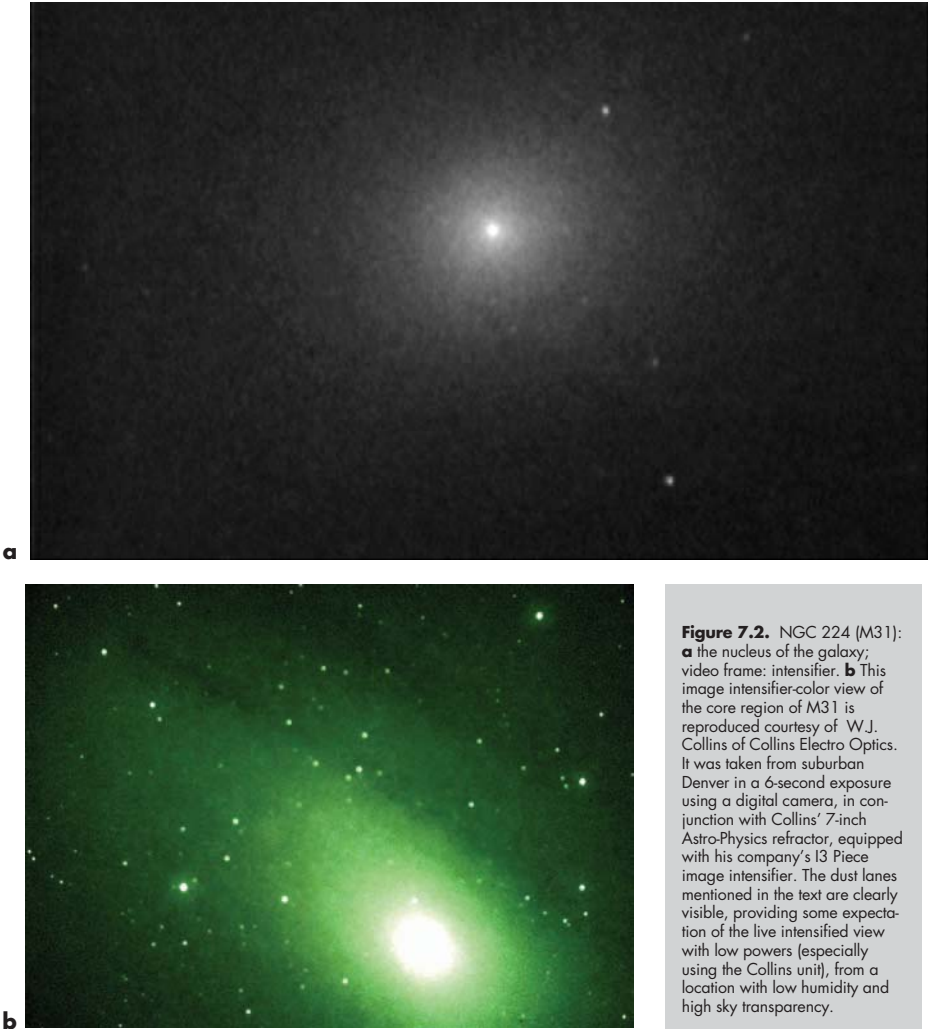 a
b
Figure 7.2. NGC 224 (M31):
a the nucleus of the galaxy;
video frame: intensifier. b This
image intensifier-color view of
the core region of M31 is
reproduced courtesy of W.J.
Collins of Collins Electro Optics.
It was taken from suburban
Denver in a 6-second exposure
using a digital camera, in con-
junction with Collins’ 7-inch
Astro-Physics refractor, equipped
with his company’s I3 Piece
image intensifier. The dust lanes
mentioned in the text are clearly
visible, providing some expecta-
tion of the live intensified view
with low powers (especially
using the Collins unit), from a
location with low humidity and
high sky transparency.